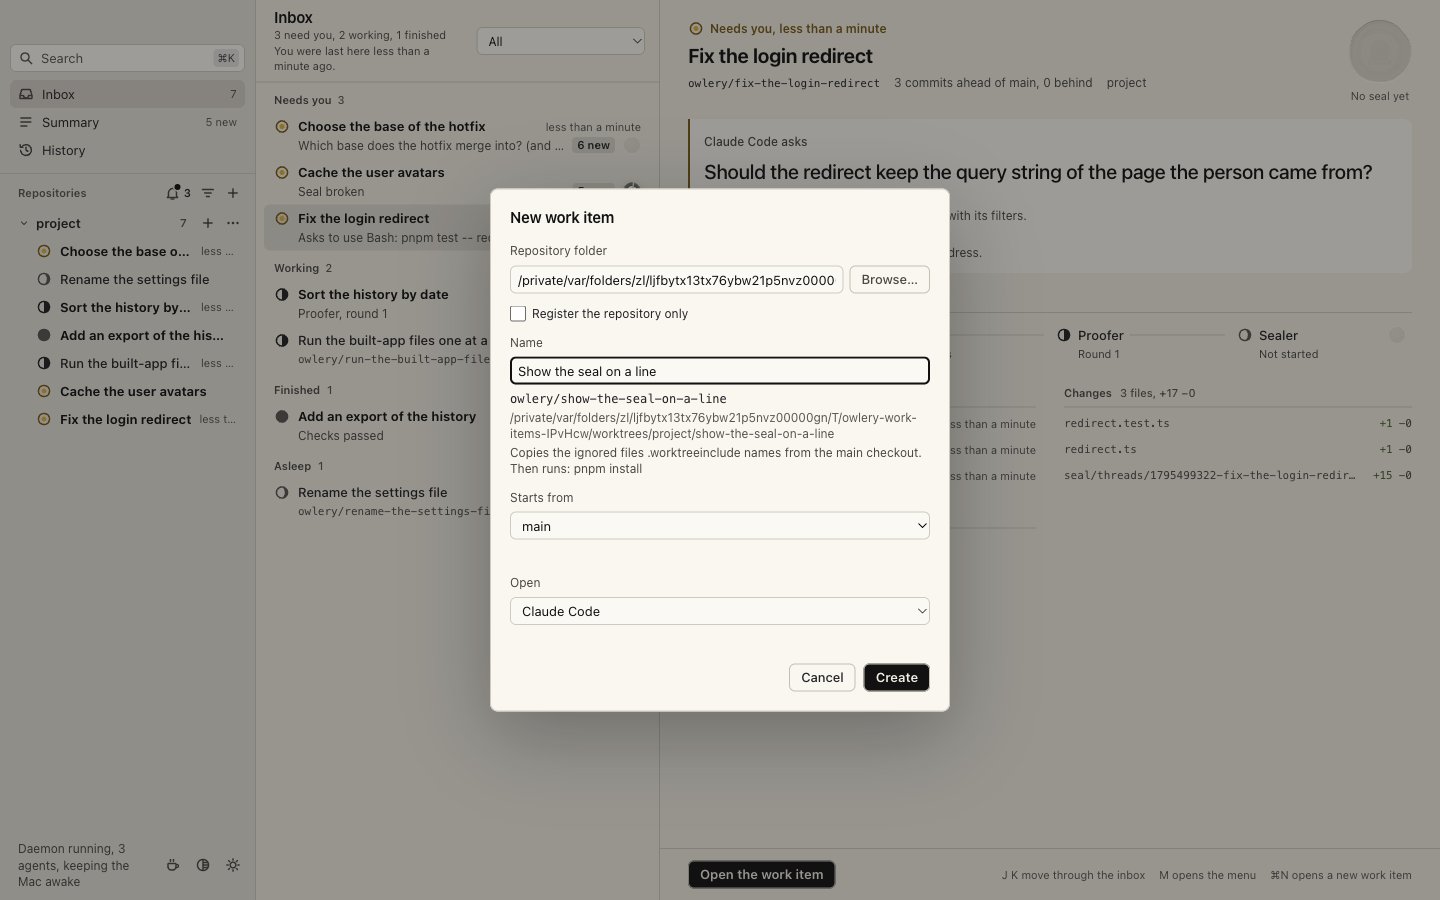 Search
⌘K
Inbox
7
Summary
5 new
History
Repositories
3
project
7
Choose the base o...
less ...
Rename the settings file
Sort the history by...
less ...
Add an export of the his...
Run the built-app fi...
less ...
Cache the user avatars
Fix the login redirect
less t...
Daemon running, 3
agents, keeping the
Mac awake
Inbox
3 need you, 2 working, 1 finished
You were last here less than a
minute ago.
All
Needs you 3
Choose the base of the hotfix
less than a minute
Which base does the hotfix merge into? (and ...
6 new
Cache the user avatars
Seal broken
Fix the login redirect
Asks to use Bash: pnpm test -- re
Working 2
Sort the history by date
Proofer, round 1
Run the built-app files one at a
owlery/run-the-built-app-file
Finished 1
Add an export of the history
Checks passed
Asleep 1
Rename the settings file
owlery/rename-the-settings-fi
Needs you, less than a minute
Fix the login redirect
owlery/fix-the-login-redirect
3 commits ahead of main, 0 behind
project
No seal yet
Claude Code asks
Should the redirect keep the query string of the page the person came from?
with its filters.
dress.
Proofer
Round 1
Sealer
Not started
Changes 3 files, +17 −0
ss than a minute
redirect.test.ts
+1 −0
ss than a minute
redirect.ts
+1 −0
ss than a minute
seal/threads/1795499322-fix-the-login-redir…
+15 −0
Open the work item
J K move through the inbox
M opens the menu
⌘N opens a new work item
New work item
Repository folder
/private/var/folders/zl/ljfbytx13tx76ybw21p5nvz0000
Browse...
Register the repository only
Name
Show the seal on a line
owlery/show-the-seal-on-a-line
/private/var/folders/zl/ljfbytx13tx76ybw21p5nvz00000gn/T/owlery-work-
items-IPvHcw/worktrees/project/show-the-seal-on-a-line
Copies the ignored files .worktreeinclude names from the main checkout.
Then runs: pnpm install
Starts from
main
Open
Claude Code
Cancel
Create